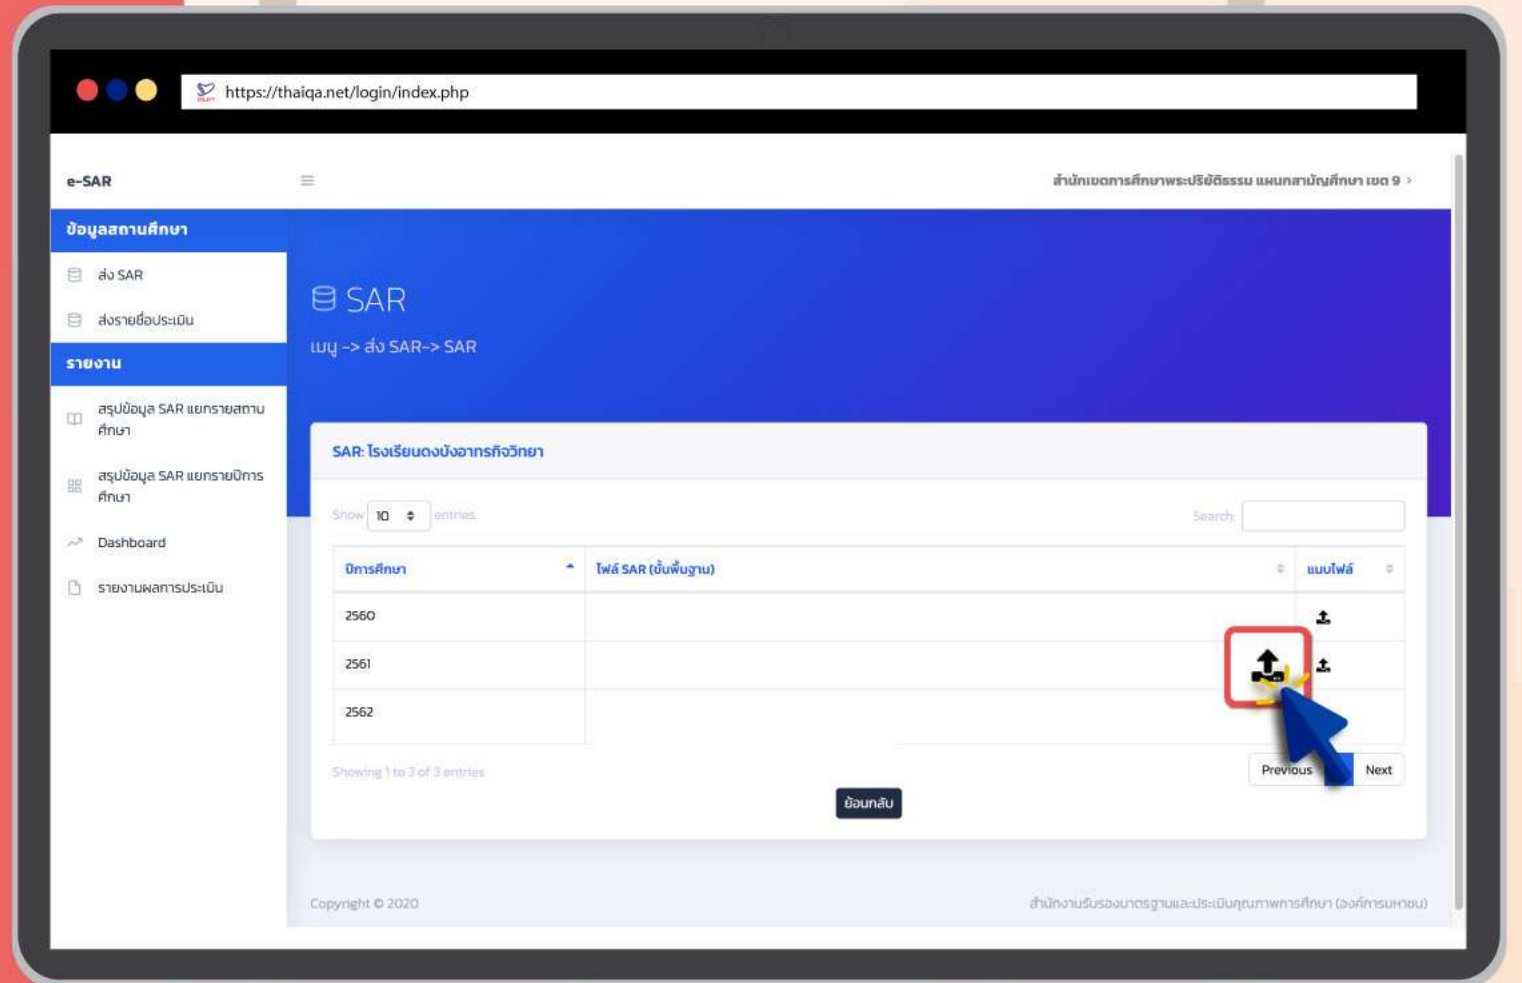 https://thaiqa.net/login/index.php
e-SAR
สำนักเขตการศึกษาพระปริยัติธรรม แผนกสามัญศึกษา เขต 9 >
ข้อมูลสถานศึกษา
ส่ง SAR
ส่งรายชื่อประเมิน
รายงาน
สรุปข้อมูล SAR แยกรายสถาน
ศึกษา
สรุปข้อมูล SAR แยกรายปีการ
ศึกษา
Dashboard
รายงานผลการประเมิน
SAR
เมนู -> ส่ง SAR-> SAR
SAR: โรงเรียนดงบังอาทรกิจวิทยา
Show 10 entries
Search:
ปีการศึกษา ไฟล์ SAR (ขั้นพื้นฐาน) แนบไฟล์
2560
2561
2562
Showing 1 to 3 of 3 entries
Previous Next
ย้อนกลับ
Copyright © 2020
สำนักงานรับรองมาตรฐานและประเมินคุณภาพการศึกษา (องค์การมหาชน)